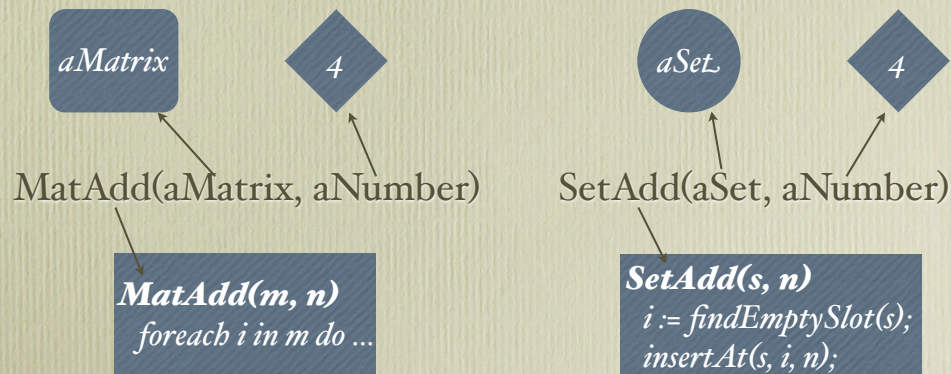 aMatrix
4
aSet
4
MatAdd(aMatrix, aNumber)
SetAdd(aSet, aNumber)
MatAdd(m, n)
foreach i in m do ...
SetAdd(s, n)
i := findEmptySlot(s);
insertAt(s, i, n);